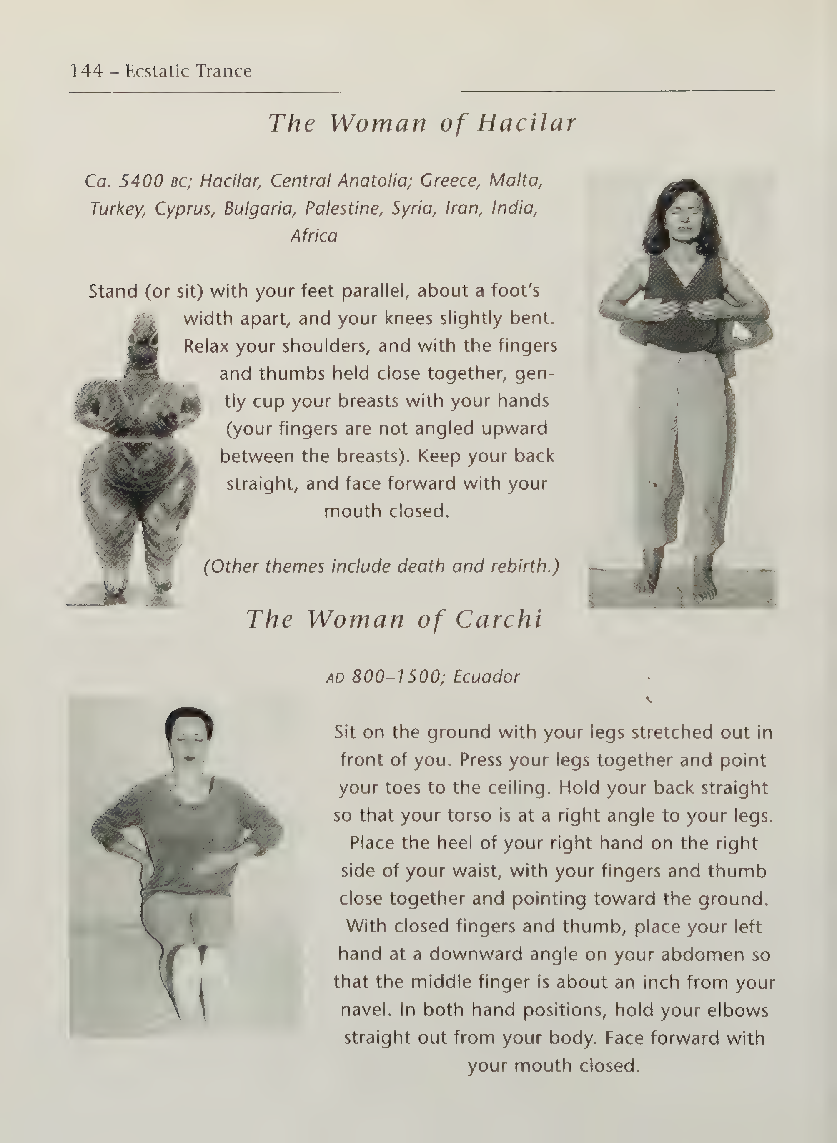 144 – Ecstatic Trance
The Woman of Hacilar
Ca. 5400 BC; Hacilar, Central Anatolia; Greece, Malta,
Turkey, Cyprus, Bulgaria, Palestine, Syria, Iran, India,
Africa
Stand (or sit) with your feet parallel, about a foot's
width apart, and your knees slightly bent.
Relax your shoulders, and with the fingers
and thumbs held close together, gen-
tly cup your breasts with your hands
(your fingers are not angled upward
between the breasts). Keep your back
straight, and face forward with your
mouth closed.
(Other themes include death and rebirth.)
The Woman of Carchi
AD 800–1500; Ecuador
Sit on the ground with your legs stretched out in
front of you. Press your legs together and point
your toes to the ceiling. Hold your back straight
so that your torso is at a right angle to your legs.
Place the heel of your right hand on the right
side of your waist, with your fingers and thumb
close together and pointing toward the ground.
With closed fingers and thumb, place your left
hand at a downward angle on your abdomen so
that the middle finger is about an inch from your
navel. In both hand positions, hold your elbows
straight out from your body. Face forward with
your mouth closed.